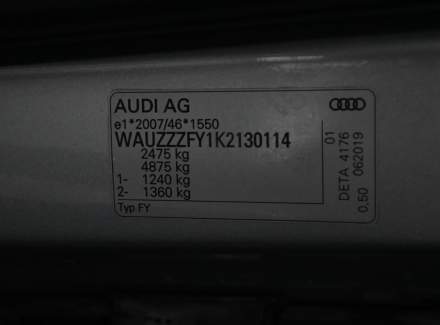 AUDI AG
e1*2007/46*1550
WAUZZZFY1K2130114
2475 kg
4875 kg
1- 1240 kg
2- 1360 kg
Typ FY
01
DETA 4176
0.50 062019